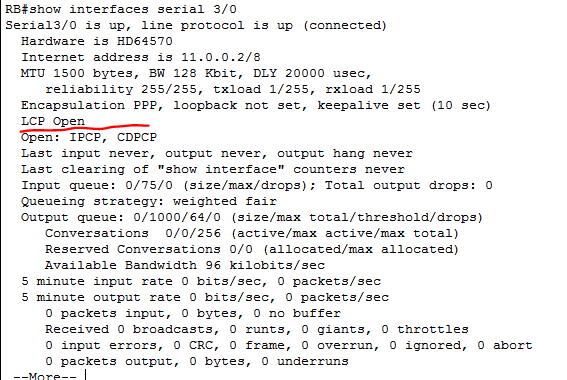 RB#show interfaces serial 3/0
Serial3/0 is up, line protocol is up (connected)
Hardware is HD64570
Internet address is 11.0.0.2/8
MTU 1500 bytes, BW 128 Kbit, DLY 20000 usec,
reliability 255/255, txload 1/255, rxload 1/255
Encapsulation PPP, loopback not set, keepalive set (10 sec)
LCP Open
Open: IPCP, CDPCP
Last input never, output never, output hang never
Last clearing of "show interface" counters never
Input queue: 0/75/0 (size/max/drops); Total output drops: 0
Queueing strategy: weighted fair
Output queue: 0/1000/64/0 (size/max total/threshold/drops)
Conversations 0/0/256 (active/max active/max total)
Reserved Conversations 0/0 (allocated/max allocated)
Available Bandwidth 96 kilobits/sec
5 minute input rate 0 bits/sec, 0 packets/sec
5 minute output rate 0 bits/sec, 0 packets/sec
0 packets input, 0 bytes, 0 no buffer
Received 0 broadcasts, 0 runts, 0 giants, 0 throttles
0 input errors, 0 CRC, 0 frame, 0 overrun, 0 ignored, 0 abort
0 packets output, 0 bytes, 0 underruns
--More--